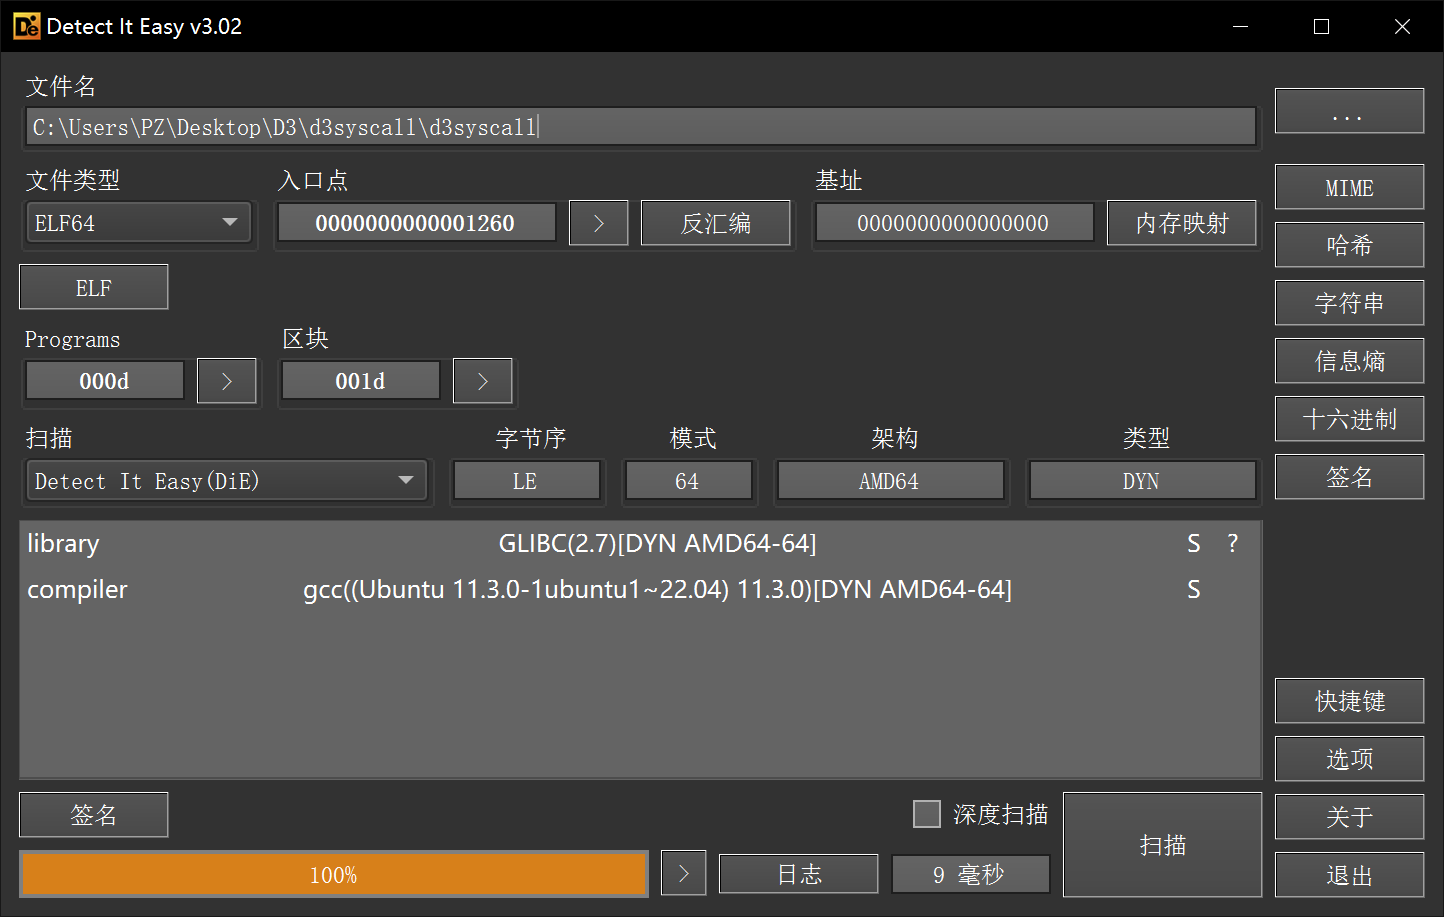 Detect It Easy v3.02
文件名
C:\Users\PZ\Desktop\D3\d3syscall\d3syscall
...
文件类型
入口点
基址
MIME
ELF64
0000000000001260
>
反汇编
0000000000000000
内存映射
哈希
ELF
字符串
Programs
区块
信息熵
000d
>
001d
>
十六进制
扫描
字节序
模式
架构
类型
Detect It Easy(DiE)
LE
64
AMD64
DYN
签名
library GLIBC(2.7)[DYN AMD64-64] S ?
compiler gcc((Ubuntu 11.3.0-1ubuntu1~22.04) 11.3.0)[DYN AMD64-64] S
快捷键
选项
签名
深度扫描
扫描
关于
100%
>
日志
9 毫秒
退出